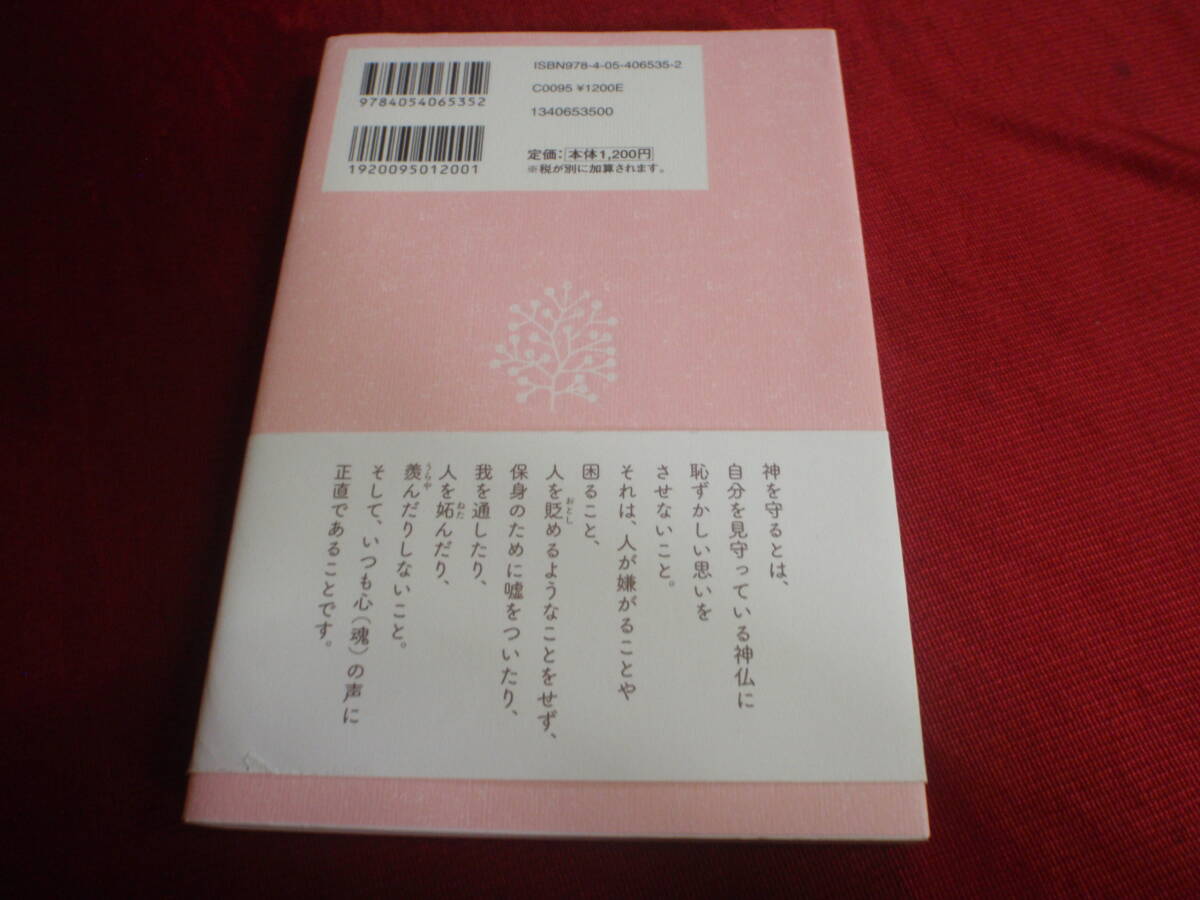 ISBN978-4-05-406535-2
C0095 ¥1200E
1340653500
9784054065352
1920095012001
定価：本体1,200円
※税が別に加算されます。
神を守るとは、
自分を見守っている神仏に
恥ずかしい思いを
させないこと。
それは、人が嫌がることや
困ること、
人を貶めるようなことをせず、
保身のために嘘をついたり、
我を通したり、
人を妬んだり、
羨んだりしないこと。
そして、いつも心（魂）の声に
正直であることです。